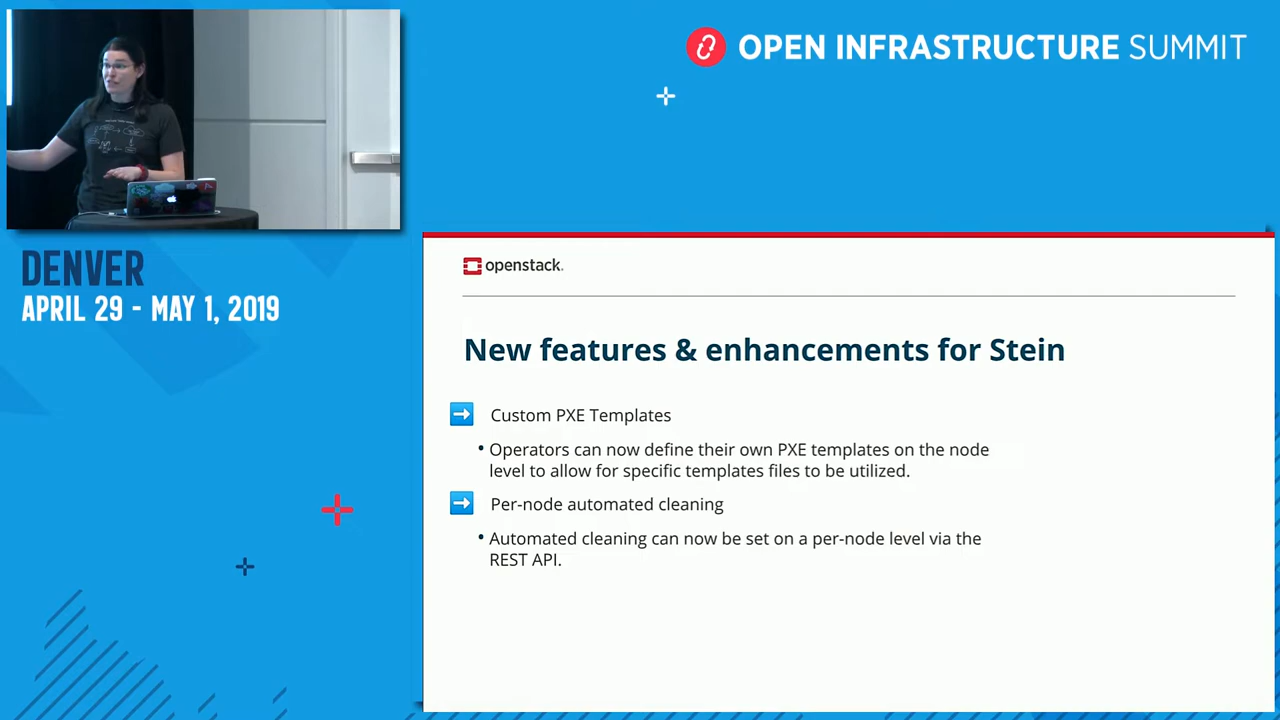 OPEN INFRASTRUCTURE SUMMIT
DENVER
APRIL 29 - MAY 1, 2019
openstack.
New features & enhancements for Stein
Custom PXE Templates
• Operators can now define their own PXE templates on the node
level to allow for specific templates files to be utilized.
Per-node automated cleaning
• Automated cleaning can now be set on a per-node level via the
REST API.